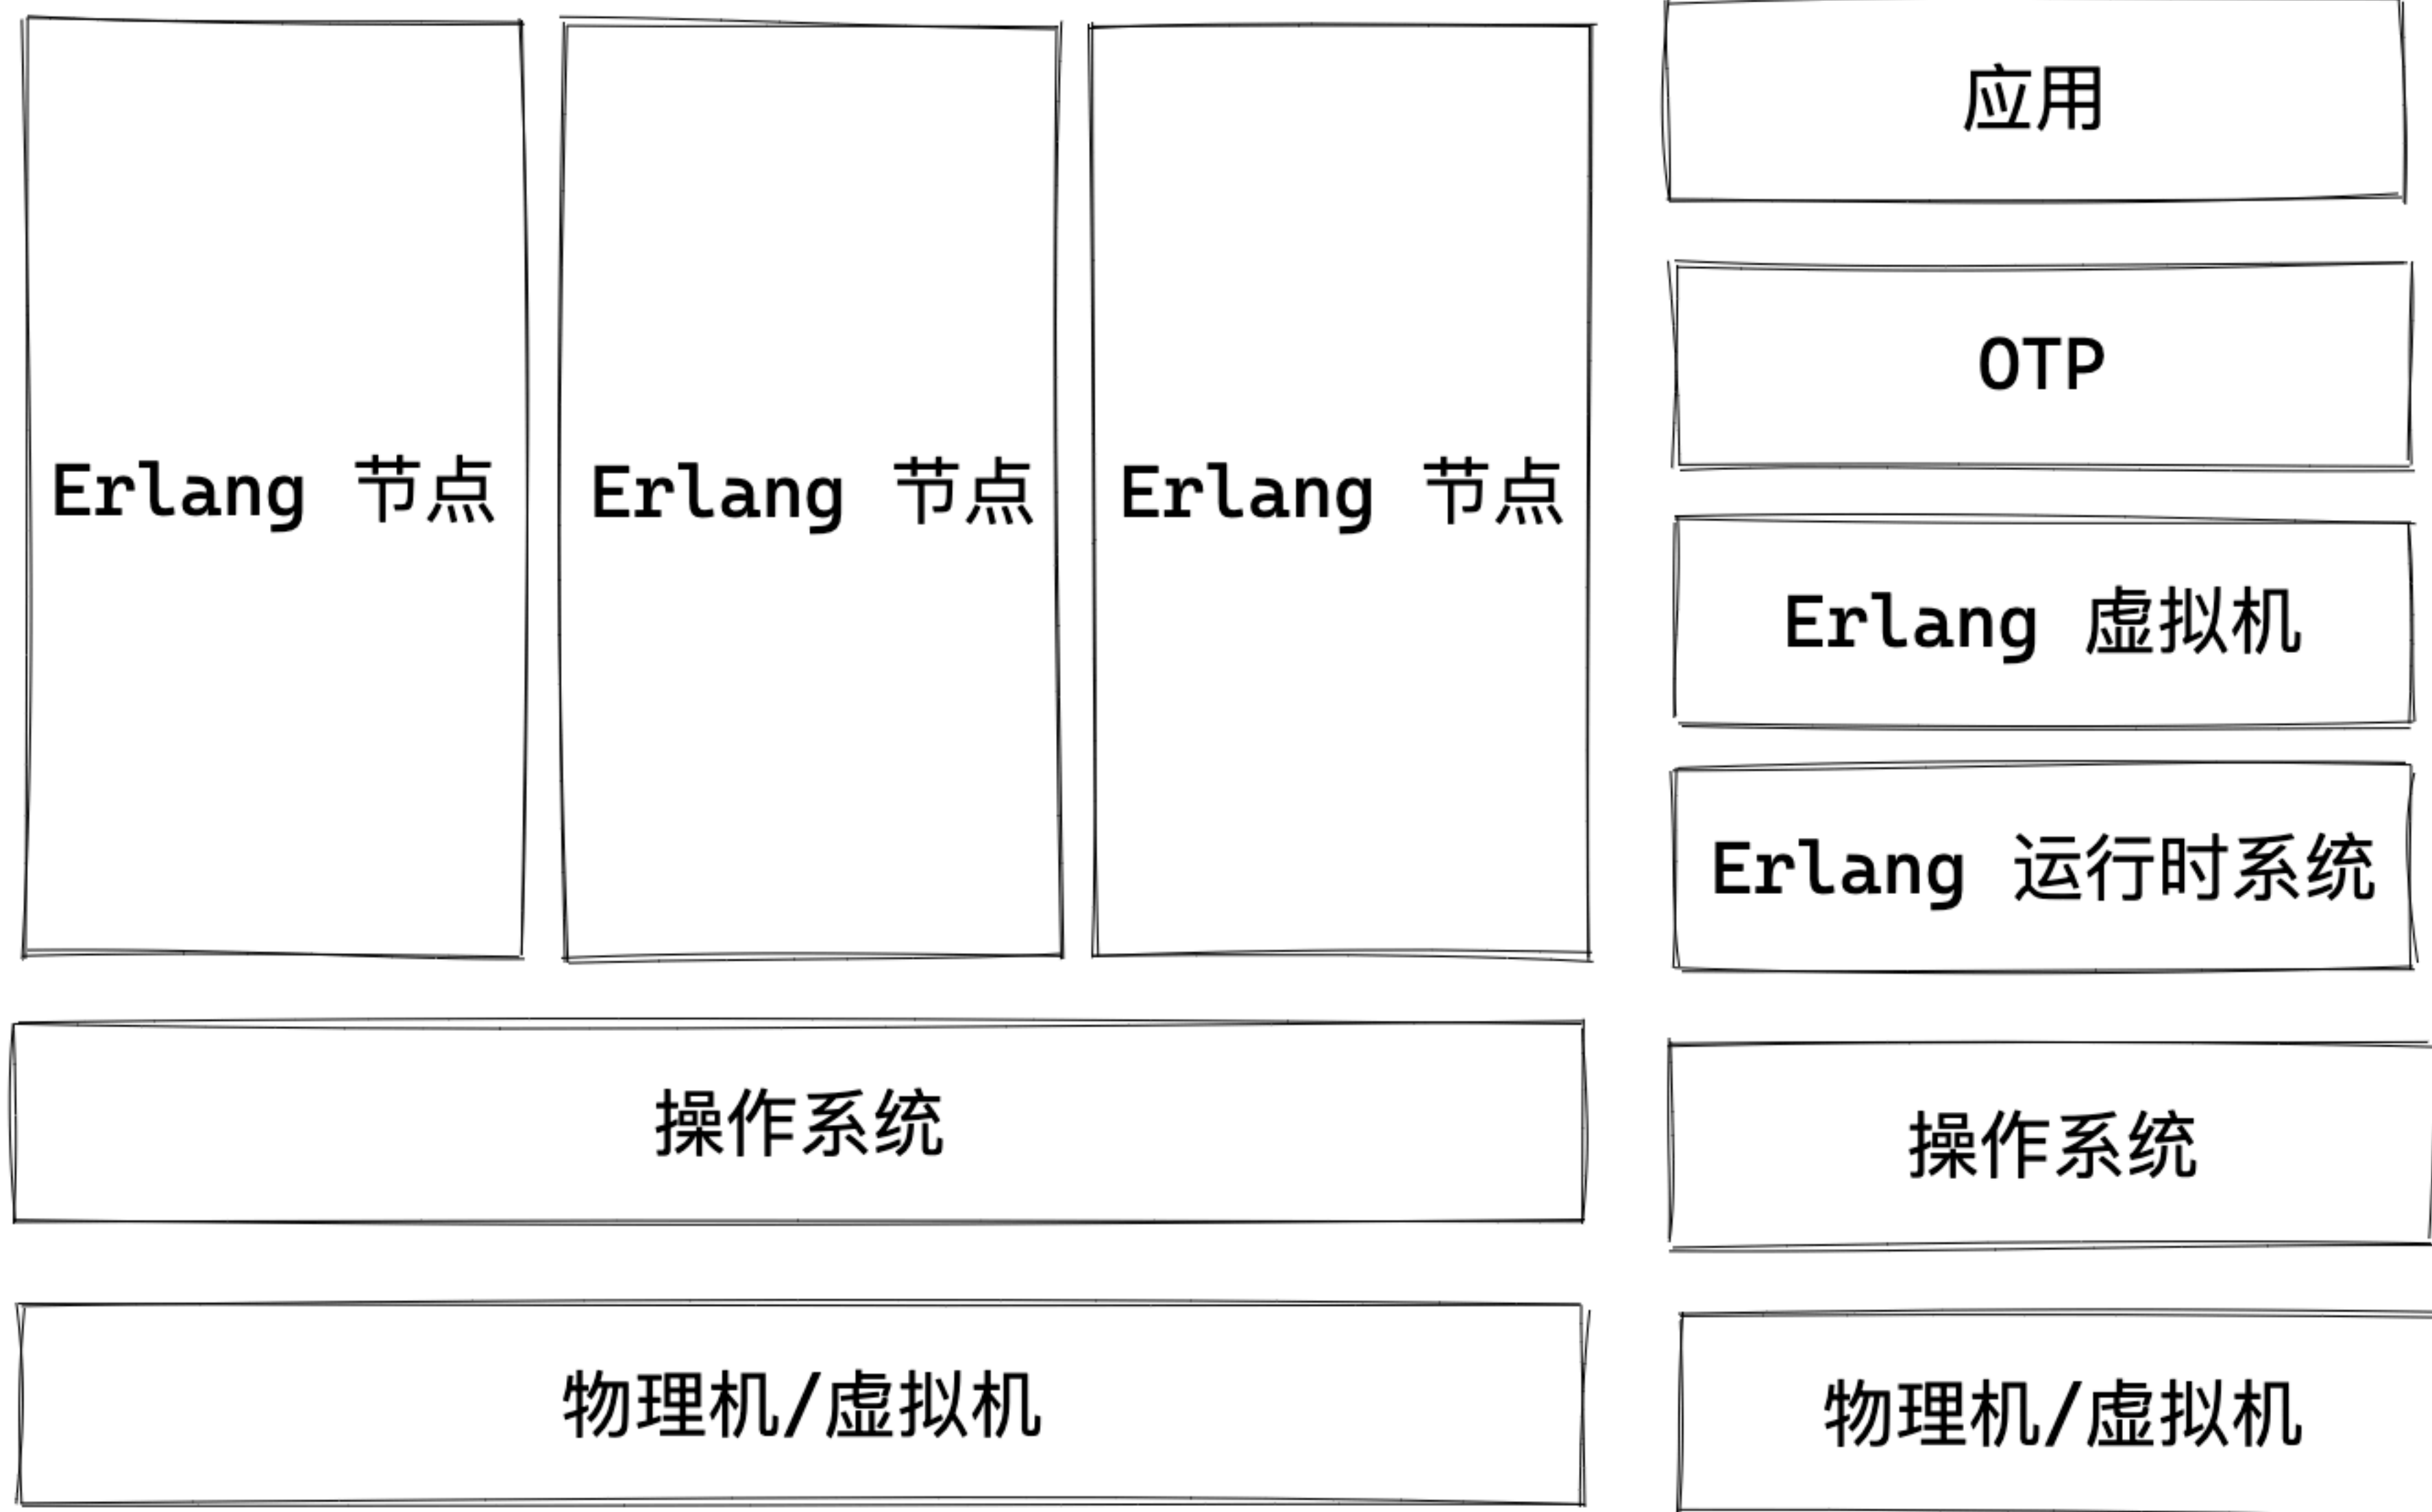 Erlang 节点
Erlang 节点
Erlang 节点
操作系统
物理机/虚拟机
应用
OTP
Erlang 虚拟机
Erlang 运行时系统
操作系统
物理机/虚拟机